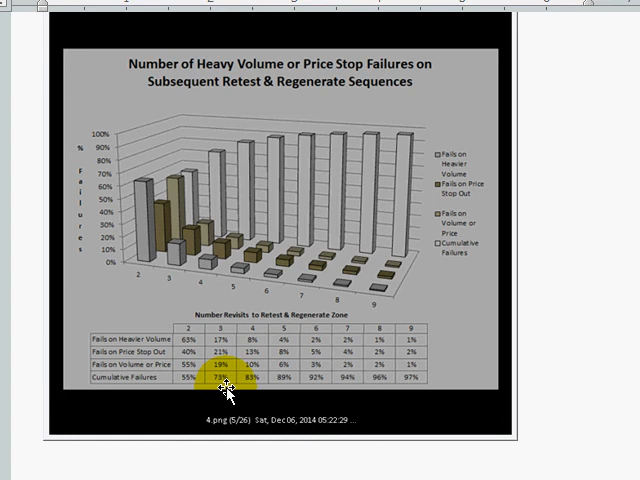 Number of Heavy Volume or Price Stop Failures on
Subsequent Retest & Regenerate Sequences
100%
90%
80%
70%
60%
50%
40%
30%
20%
10%
0%
% Failures
2 3 4 5 6 7 8 9
Fails on Heavier Volume
Fails on Price Stop Out
Fails on Volume or Price
Cumulative Failures
Number Revisits to Retest & Regenerate Zone
2 3 4 5 6 7 8 9
Fails on Heavier Volume 63% 17% 8% 4% 2% 2% 1% 1%
Fails on Price Stop Out 40% 21% 13% 8% 5% 4% 2% 2%
Fails on Volume or Price 55% 19% 10% 6% 3% 2% 2% 1%
Cumulative Failures 55% 73% 83% 89% 92% 94% 96% 97%
4.png (5/26) Sat, Dec 06, 2014 05:22:29 ...